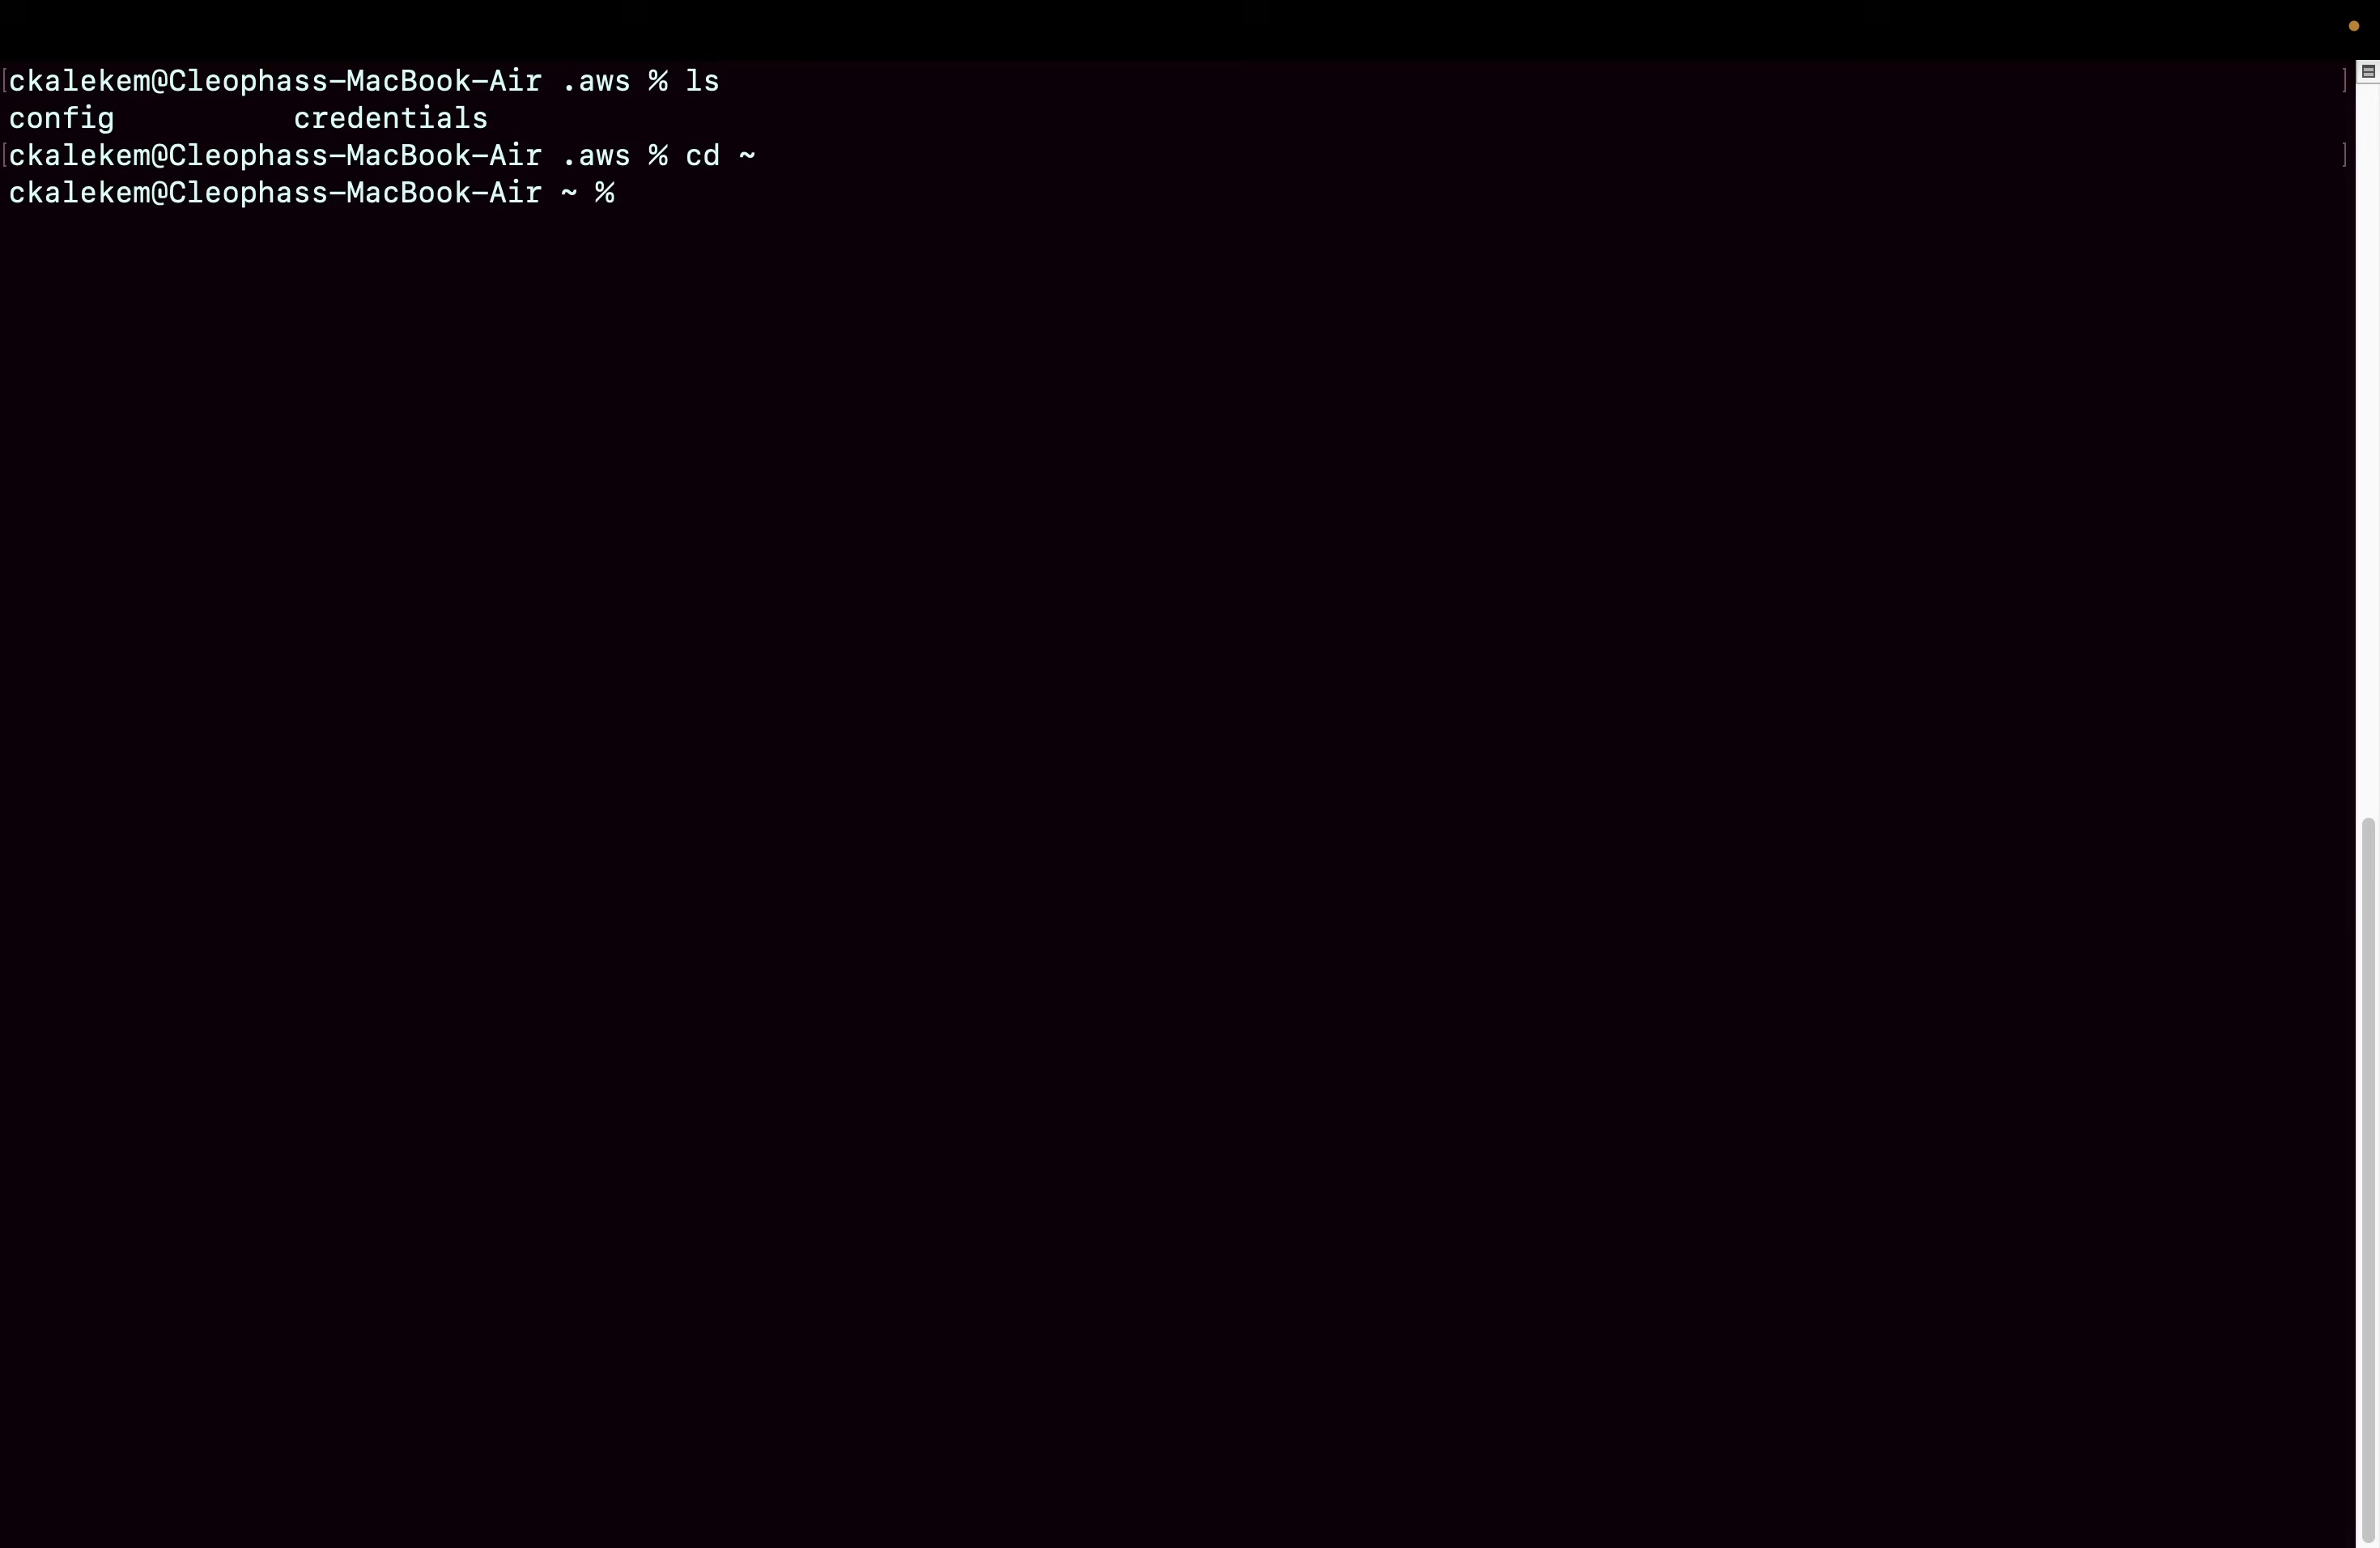 ckalekem@Cleophass-MacBook-Air .aws % ls
config          credentials
ckalekem@Cleophass-MacBook-Air .aws % cd ~
ckalekem@Cleophass-MacBook-Air ~ %